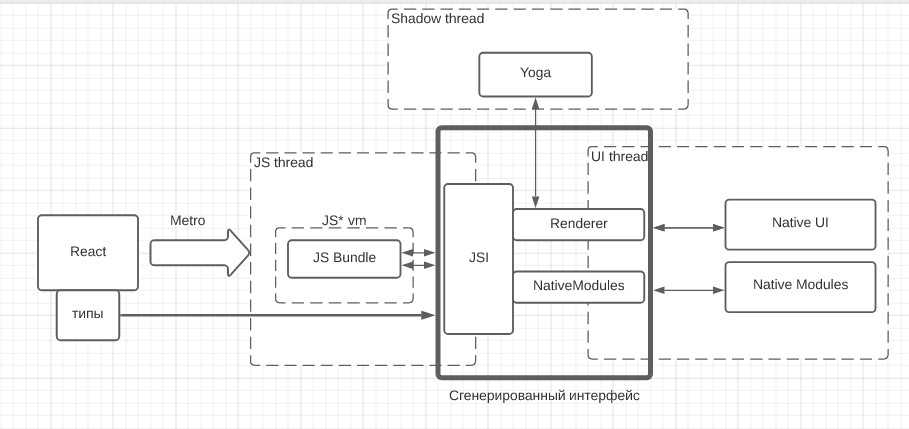 Shadow thread
Yoga
JS thread
UI thread
Metro
JS* vm
React
JS Bundle
JSI
Renderer
Native UI
NativeModules
Native Modules
типы
Сгенерированный интерфейс